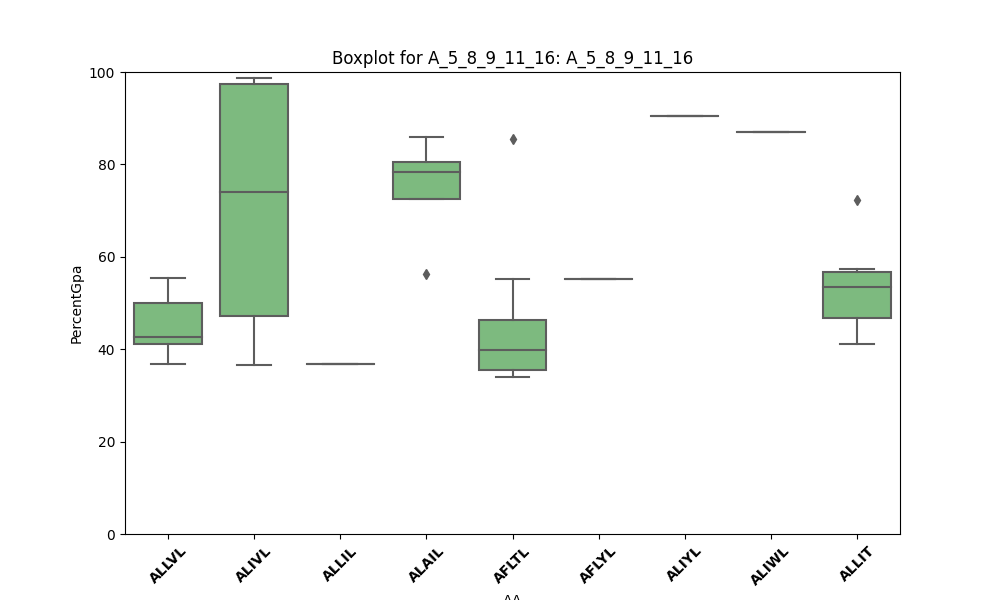 Boxplot for A_5_8_9_11_16: A_5_8_9_11_16
100
80
60
40
20
0
PercentGpa
ALLVL
ALIVL
ALLIL
ALAIL
AFLTL
AFLYL
ALIYL
ALIWL
ALLIT
AA